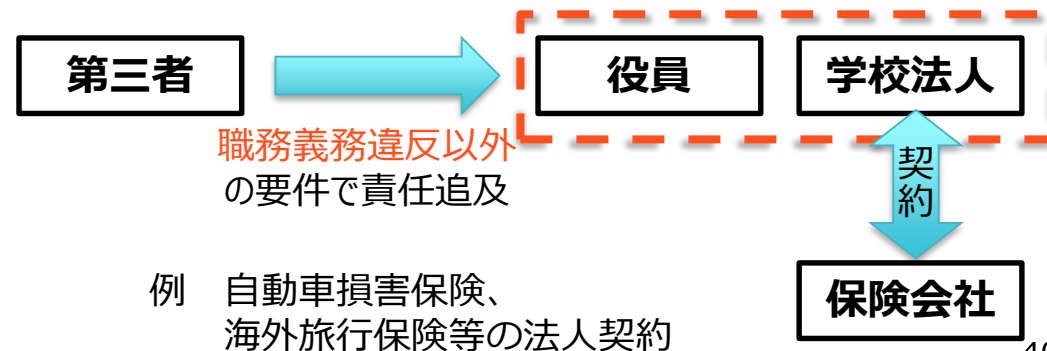 第三者
役員
学校法人
職務義務違反以外
の要件で責任追及
契約
例 自動車損害保険、
海外旅行保険等の法人契約
保険会社